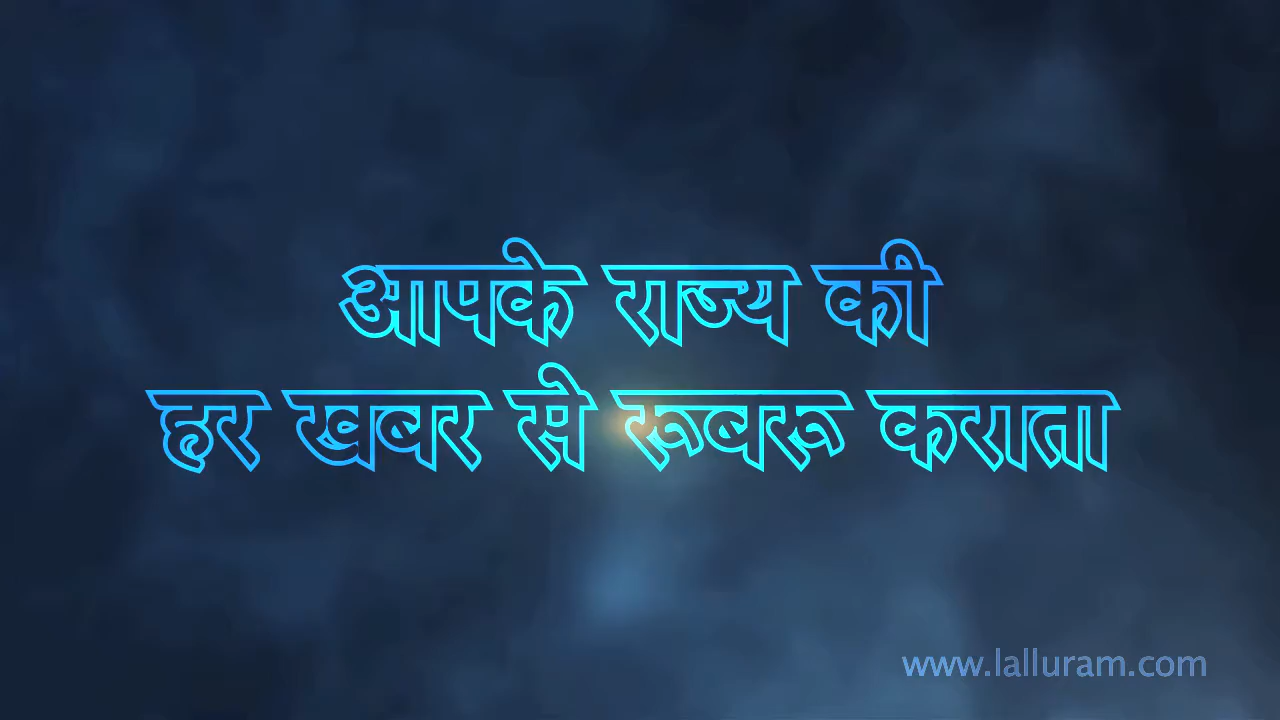 आपके राज्य की
हर खबर से रूबरू कराता
www.lalluram.com